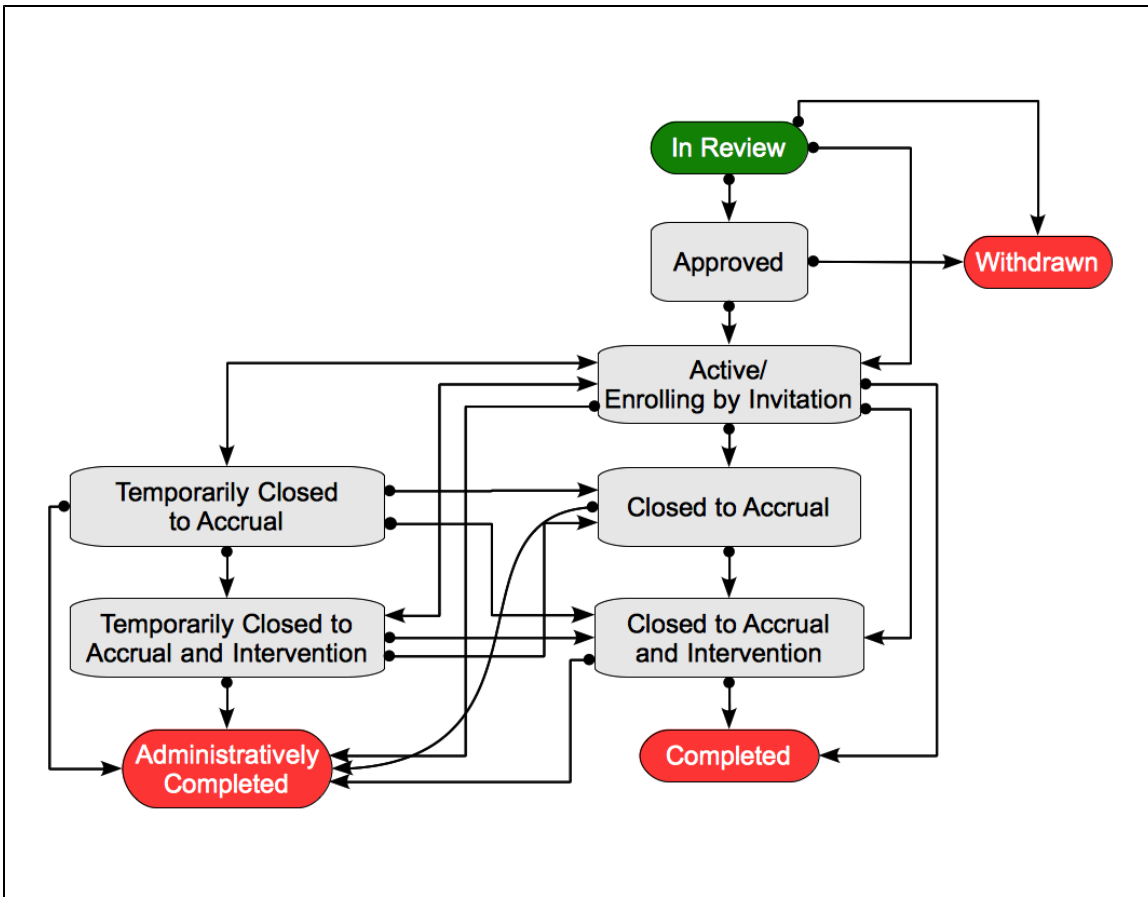 In Review
Approved
Withdrawn
Active/
Enrolling by Invitation
Temporarily Closed
to Accrual
Closed to Accrual
Temporarily Closed to
Accrual and Intervention
Closed to Accrual
and Intervention
Administratively
Completed
Completed